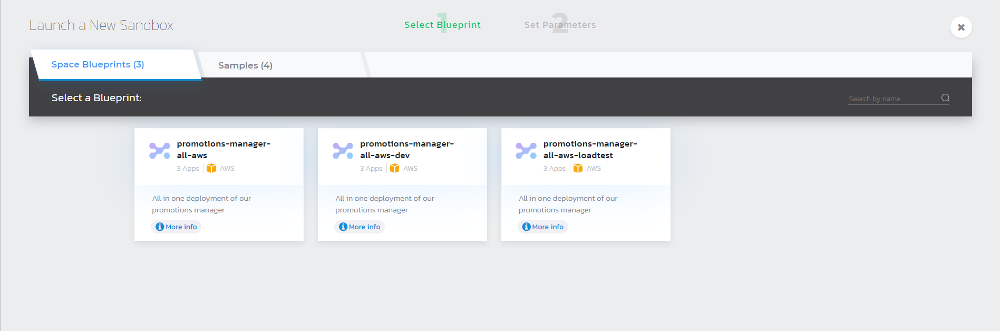 Launch a New Sandbox
1
Select Blueprint
2
Set Parameters
Space Blueprints (3)
Samples (4)
Select a Blueprint:
Search by name
promotions-manager-
all-aws
3 Apps
AWS
All in one deployment of our
promotions manager
More info
promotions-manager-
all-aws-dev
3 Apps
AWS
All in one deployment of our
promotions manager
More info
promotions-manager-
all-aws-loadtest
3 Apps
AWS
All in one deployment of our
promotions manager
More info